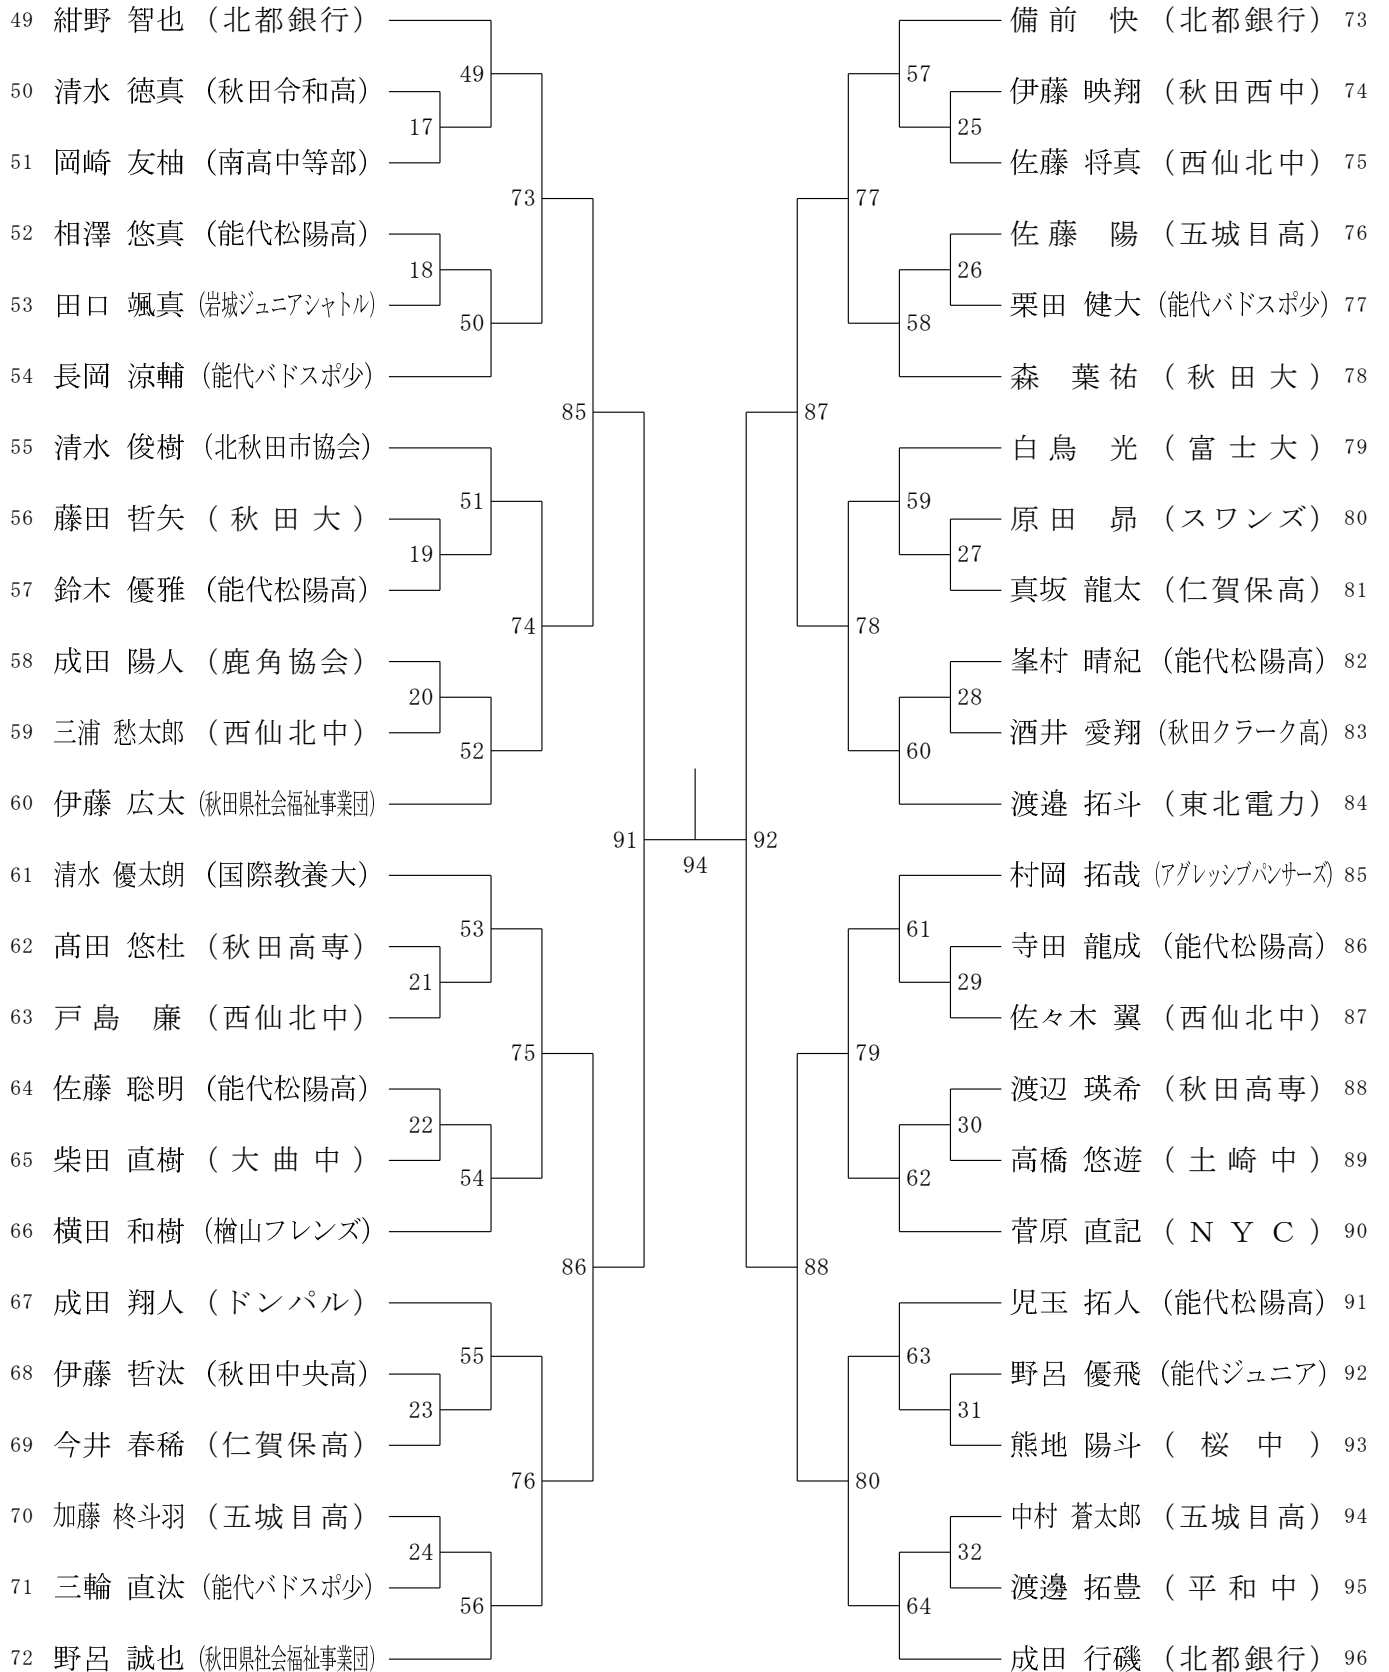 49 紺野 智也 (北都銀行)
50 清水 徳真 (秋田令和高)
51 岡崎 友柚 (南高中等部)
52 相澤 悠真 (能代松陽高)
53 田口 颯真 (岩城ジュニアシャトル)
54 長岡 涼輔 (能代バドスポ少)
55 清水 俊樹 (北秋田市協会)
56 藤田 哲矢 (秋田大)
57 鈴木 優雅 (能代松陽高)
58 成田 陽人 (鹿角協会)
59 三浦 愁太郎 (西仙北中)
60 伊藤 広太 (秋田県社会福祉事業団)
61 清水 優太朗 (国際教養大)
62 髙田 悠杜 (秋田高専)
63 戸島 廉 (西仙北中)
64 佐藤 聡明 (能代松陽高)
65 柴田 直樹 (大曲中)
66 横田 和樹 (楢山フレンズ)
67 成田 翔人 (ドンパル)
68 伊藤 哲汰 (秋田中央高)
69 今井 春稀 (仁賀保高)
70 加藤 柊斗羽 (五城目高)
71 三輪 直汰 (能代バドスポ少)
72 野呂 誠也 (秋田県社会福祉事業団)
17
18
19
20
21
22
23
24
49
50
51
52
53
54
55
56
73
74
75
76
85
86
91
94
92
87
88
77
78
79
80
57
58
59
60
61
62
63
64
25
26
27
28
29
30
31
32
備前 快 (北都銀行) 73
伊藤 映翔 (秋田西中) 74
佐藤 将真 (西仙北中) 75
佐藤 陽 (五城目高) 76
栗田 健大 (能代バドスポ少) 77
森 葉祐 (秋田大) 78
白鳥 光 (富士大) 79
原田 昴 (スワンズ) 80
真坂 龍太 (仁賀保高) 81
峯村 晴紀 (能代松陽高) 82
酒井 愛翔 (秋田クラーク高) 83
渡邉 拓斗 (東北電力) 84
村岡 拓哉 (アグレッシブパンサーズ) 85
寺田 龍成 (能代松陽高) 86
佐々木 翼 (西仙北中) 87
渡辺 瑛希 (秋田高専) 88
高橋 悠遊 (土崎中) 89
菅原 直記 (NYC) 90
児玉 拓人 (能代松陽高) 91
野呂 優飛 (能代ジュニア) 92
熊地 陽斗 (桜中) 93
中村 蒼太郎 (五城目高) 94
渡邊 拓豊 (平和中) 95
成田 行磯 (北都銀行) 96